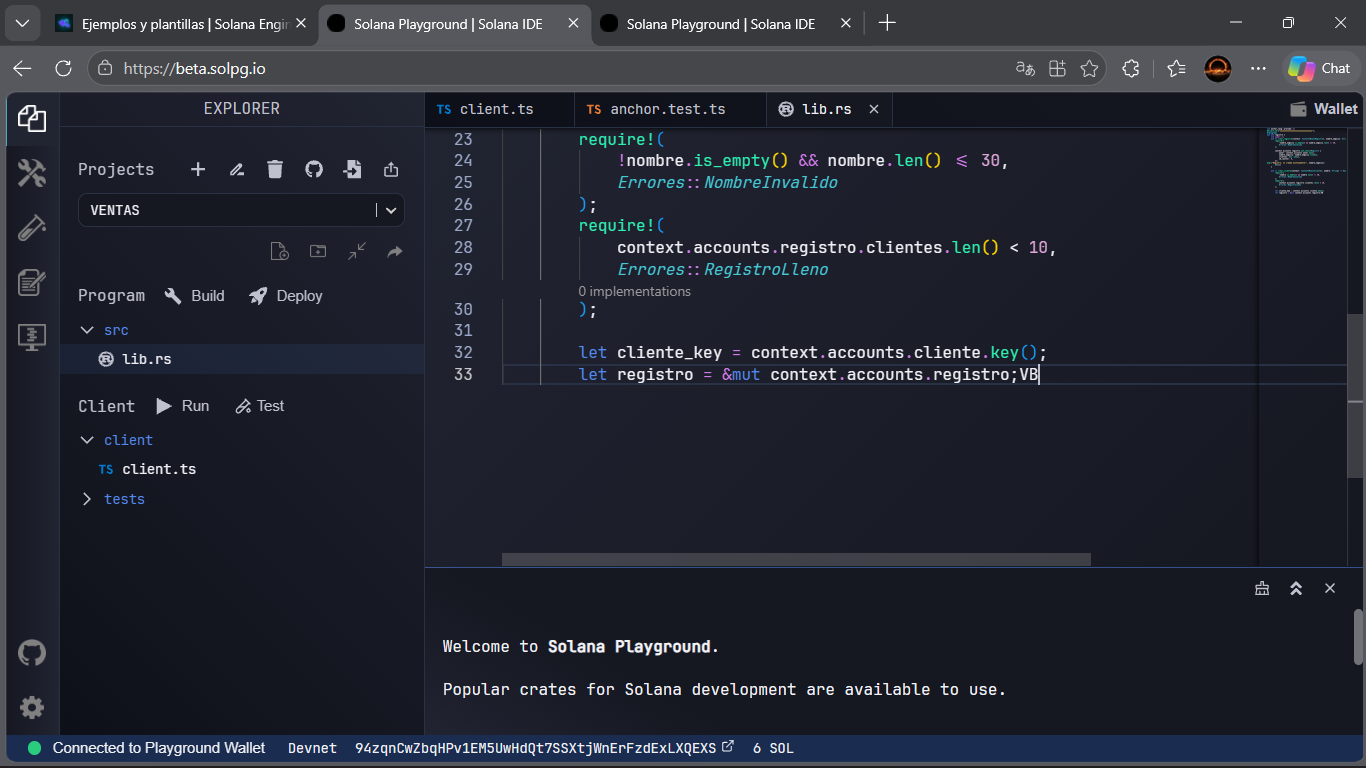 Ejemplos y plantillas | Solana Engin
Solana Playground | Solana IDE
Solana Playground | Solana IDE
https://beta.solpg.io
Chat
EXPLORER
TS client.ts
TS anchor.test.ts
lib.rs
Wallet
Projects
VENTAS
Program
Build
Deploy
src
lib.rs
Client
Run
Test
client
TS client.ts
tests
23 require!(
24 !nombre.is_empty() && nombre.len() <= 30,
25 Errores::NombreInvalido
26 );
27 require!(
28 context.accounts.registro.clientes.len() < 10,
29 Errores::RegistroLleno
0 implementations
30 );
31
32 let cliente_key = context.accounts.cliente.key();
33 let registro = &mut context.accounts.registro;VB
Welcome to Solana Playground.
Popular crates for Solana development are available to use.
Connected to Playground Wallet
Devnet
94zqnCwZbqHPv1EM5UwHdQt7SSXtjWnErFzdExLXQEXS
6 SOL